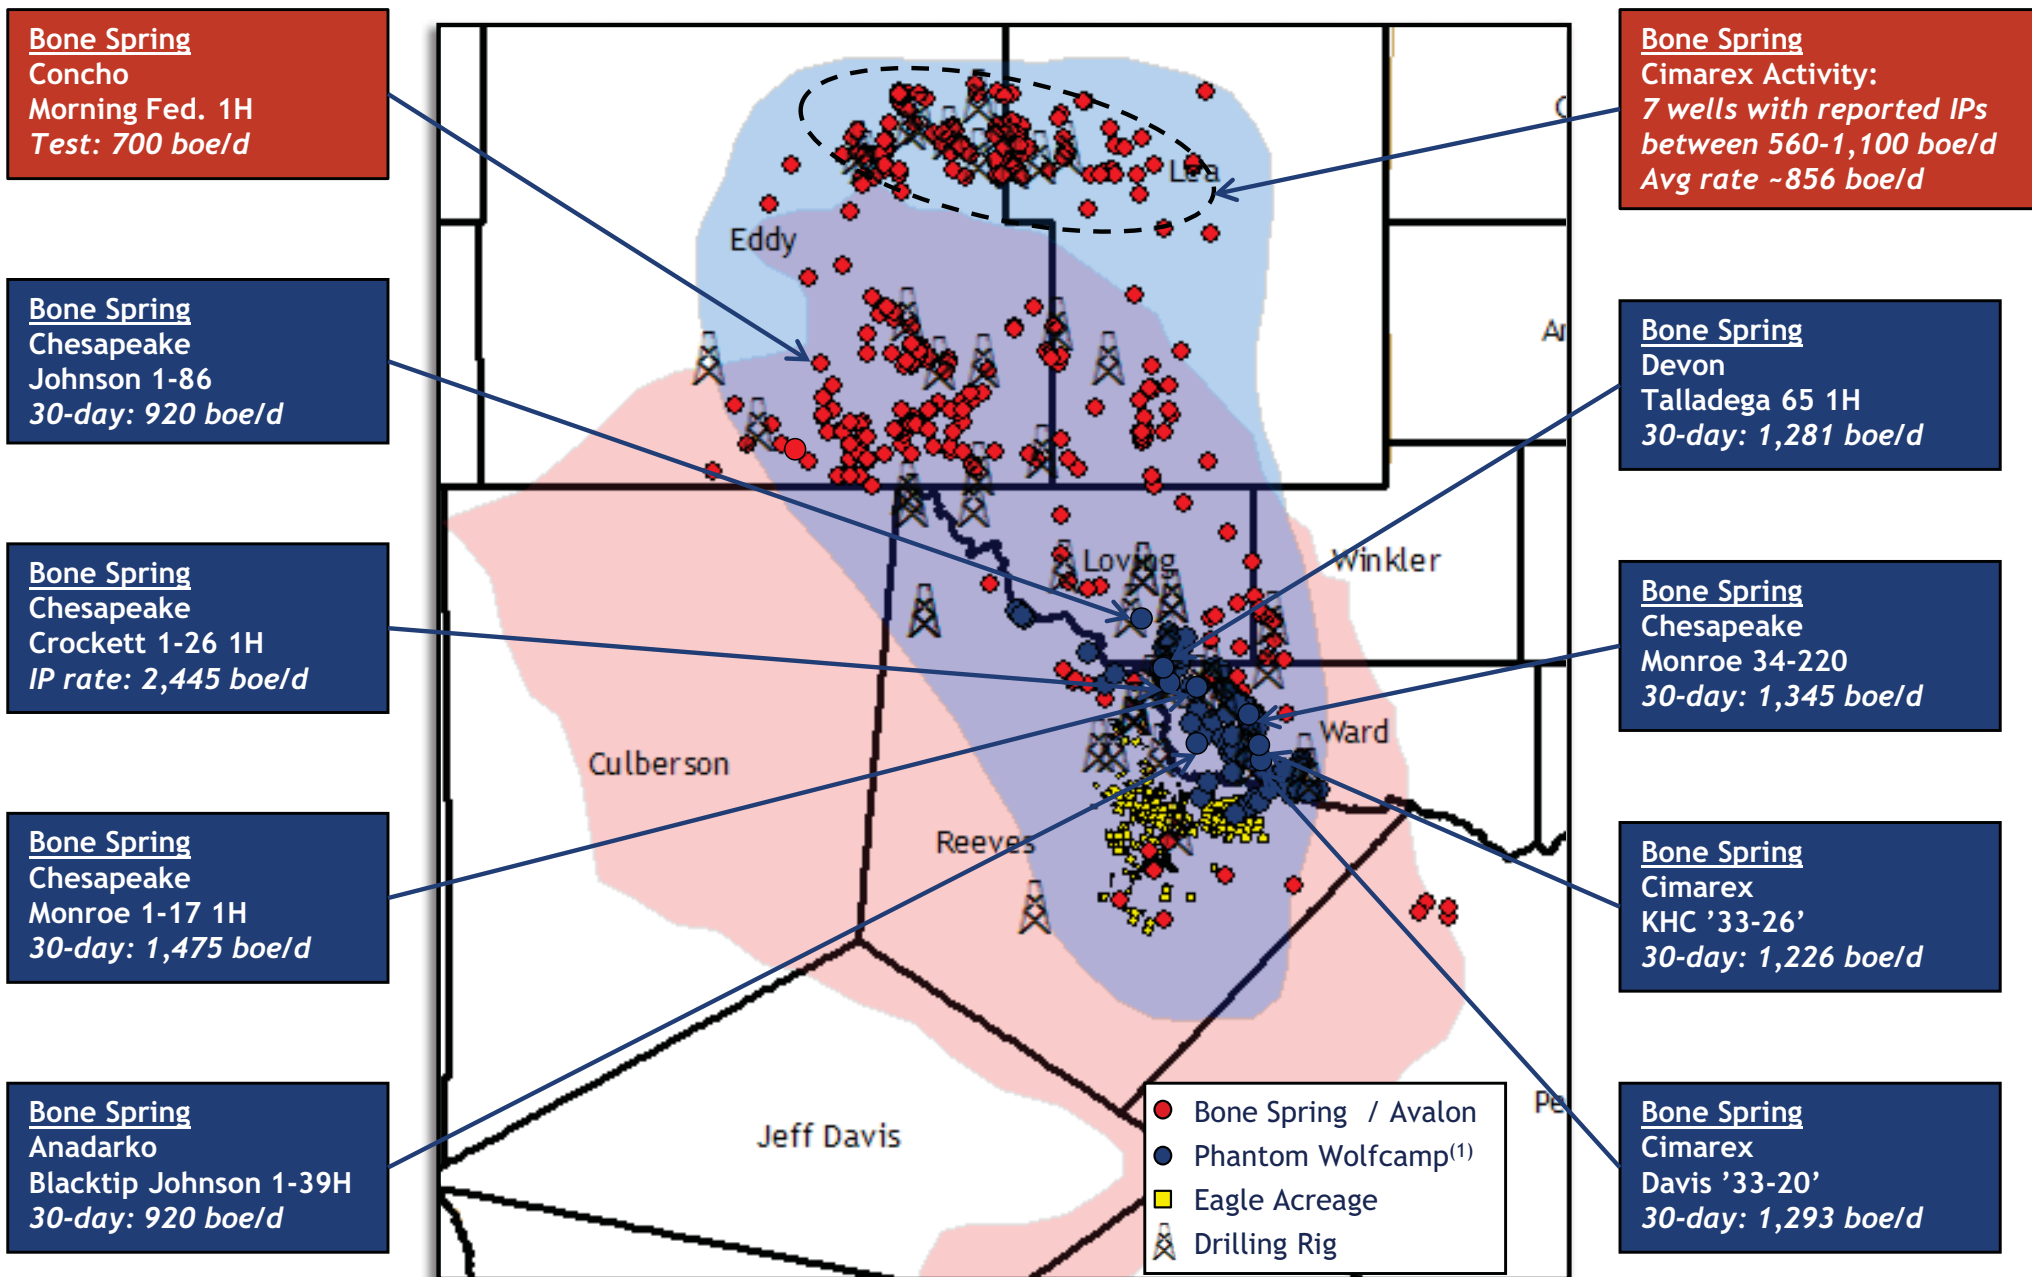 Bone Spring
Concho
Morning Fed. 1H
Test: 700 boe/d
Bone Spring
Chesapeake
Johnson 1-86
30-day: 920 boe/d
Bone Spring
Chesapeake
Crockett 1-26 1H
IP rate: 2,445 boe/d
Bone Spring
Chesapeake
Monroe 1-17 1H
30-day: 1,475 boe/d
Bone Spring
Anadarko
Blacktip Johnson 1-39H
30-day: 920 boe/d
Lea
Eddy
Loving
Winkler
Ward
Culberson
Reeves
Jeff Davis
Pe
Bone Spring / Avalon
Phantom Wolfcamp(1)
Eagle Acreage
Drilling Rig
Bone Spring
Cimarex Activity:
7 wells with reported IPs
between 560-1,100 boe/d
Avg rate ~856 boe/d
Bone Spring
Devon
Talladega 65 1H
30-day: 1,281 boe/d
Bone Spring
Chesapeake
Monroe 34-220
30-day: 1,345 boe/d
Bone Spring
Cimarex
KHC ’33-26’
30-day: 1,226 boe/d
Bone Spring
Cimarex
Davis ’33-20’
30-day: 1,293 boe/d